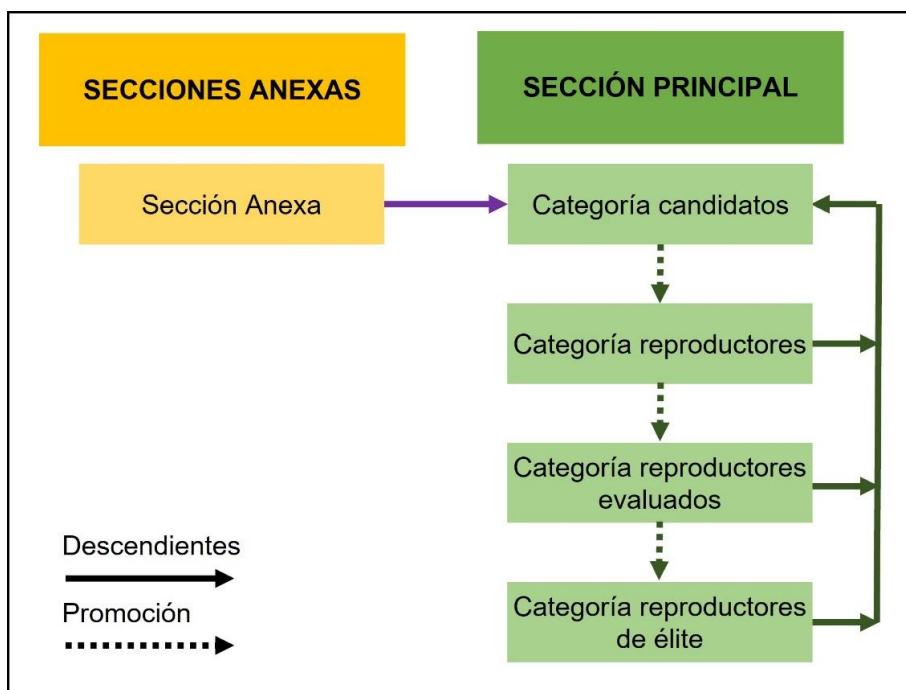 SECCIONES ANEXAS
SECCIÓN PRINCIPAL
Sección Anexa
Categoría candidatos
Categoría reproductores
Categoría reproductores
evaluados
Categoría reproductores
de élite
Descendientes
Promoción